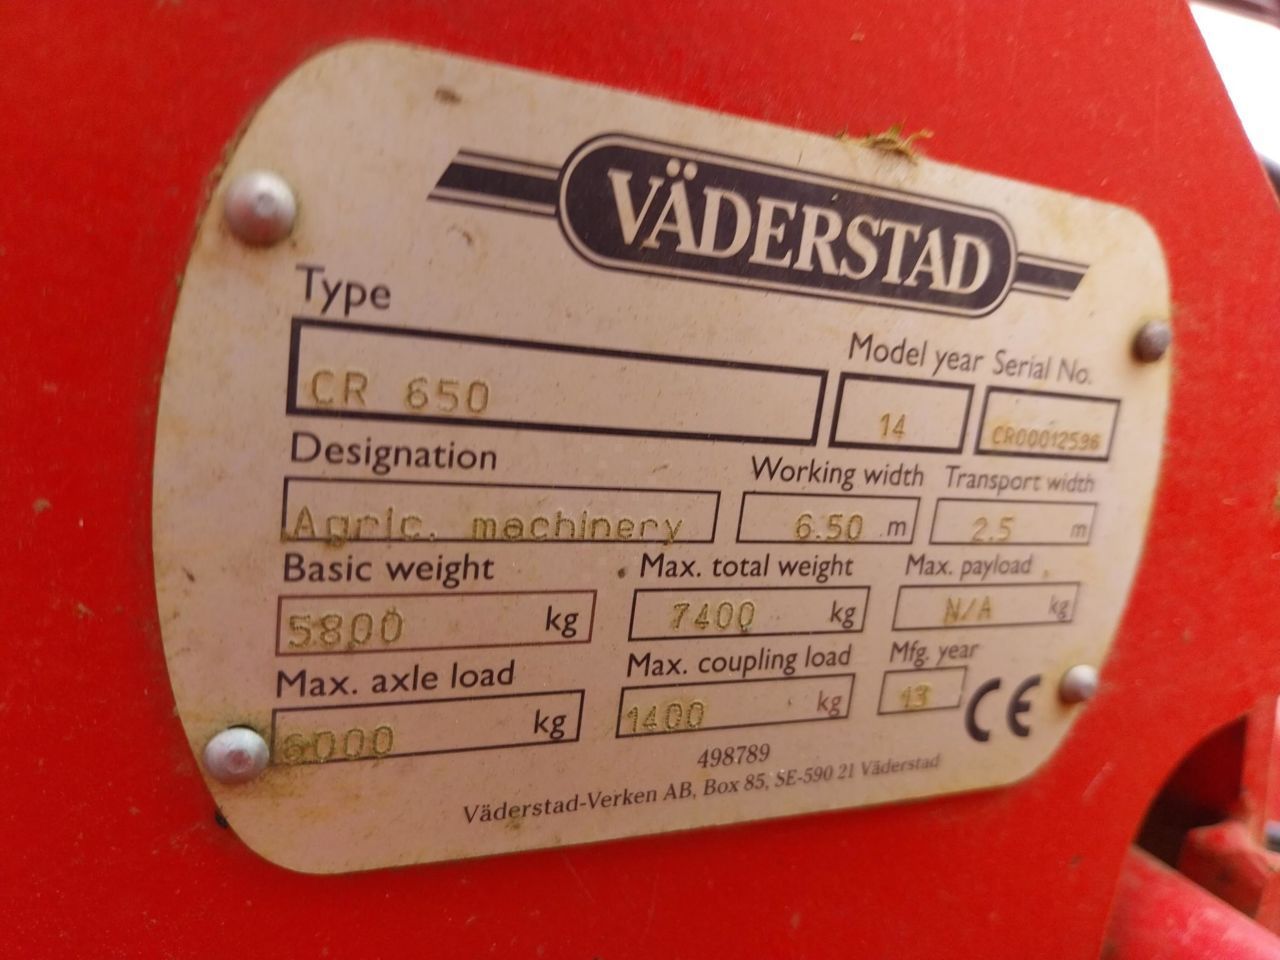 VÄDERSTAD
Type
Model year Serial No.
CR 650
14
CR00012596
Designation
Working width Transport width
Agric. machinery
6.50 m
2.5 m
Basic weight
Max. total weight
Max. payload
5800 kg
7400 kg
N/A kg
Max. axle load
Max. coupling load
Mfg. year
6000 kg
1400 kg
13
CE
498789
Väderstad-Verken AB, Box 85, SE-590 21 Väderstad